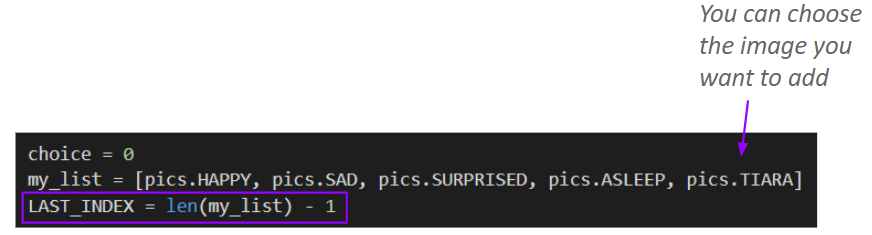 You can choose
the image you
want to add
choice = 0
my_list = [pics.HAPPY, pics.SAD, pics.SURPRISED, pics.ASLEEP, pics.TIARA]
LAST_INDEX = len(my_list) - 1